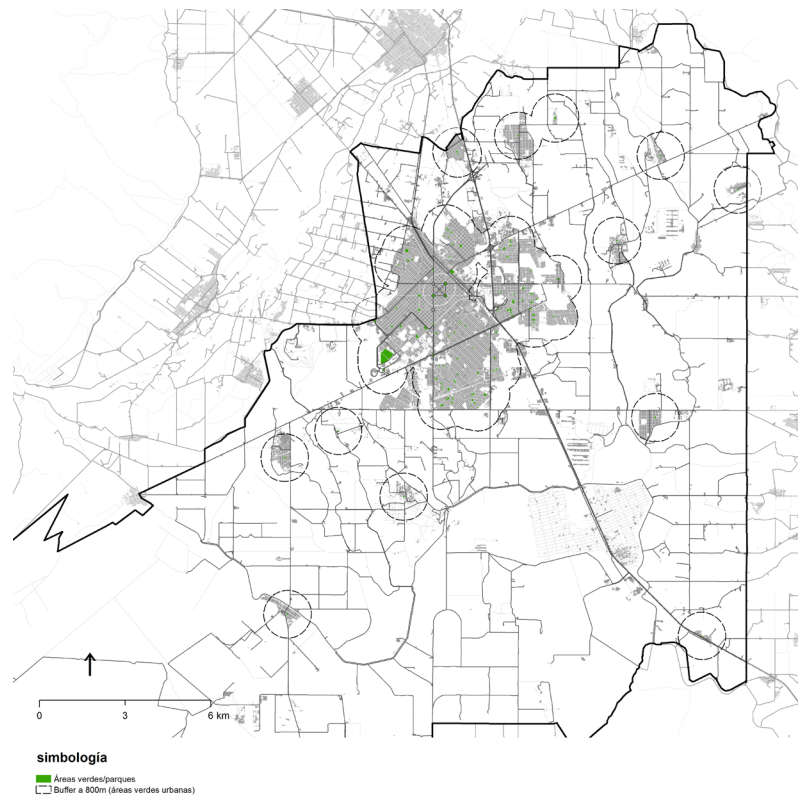 0 3 6 km
simbología
Áreas verdes/parques
Buffer a 800m (áreas verdes urbanas)